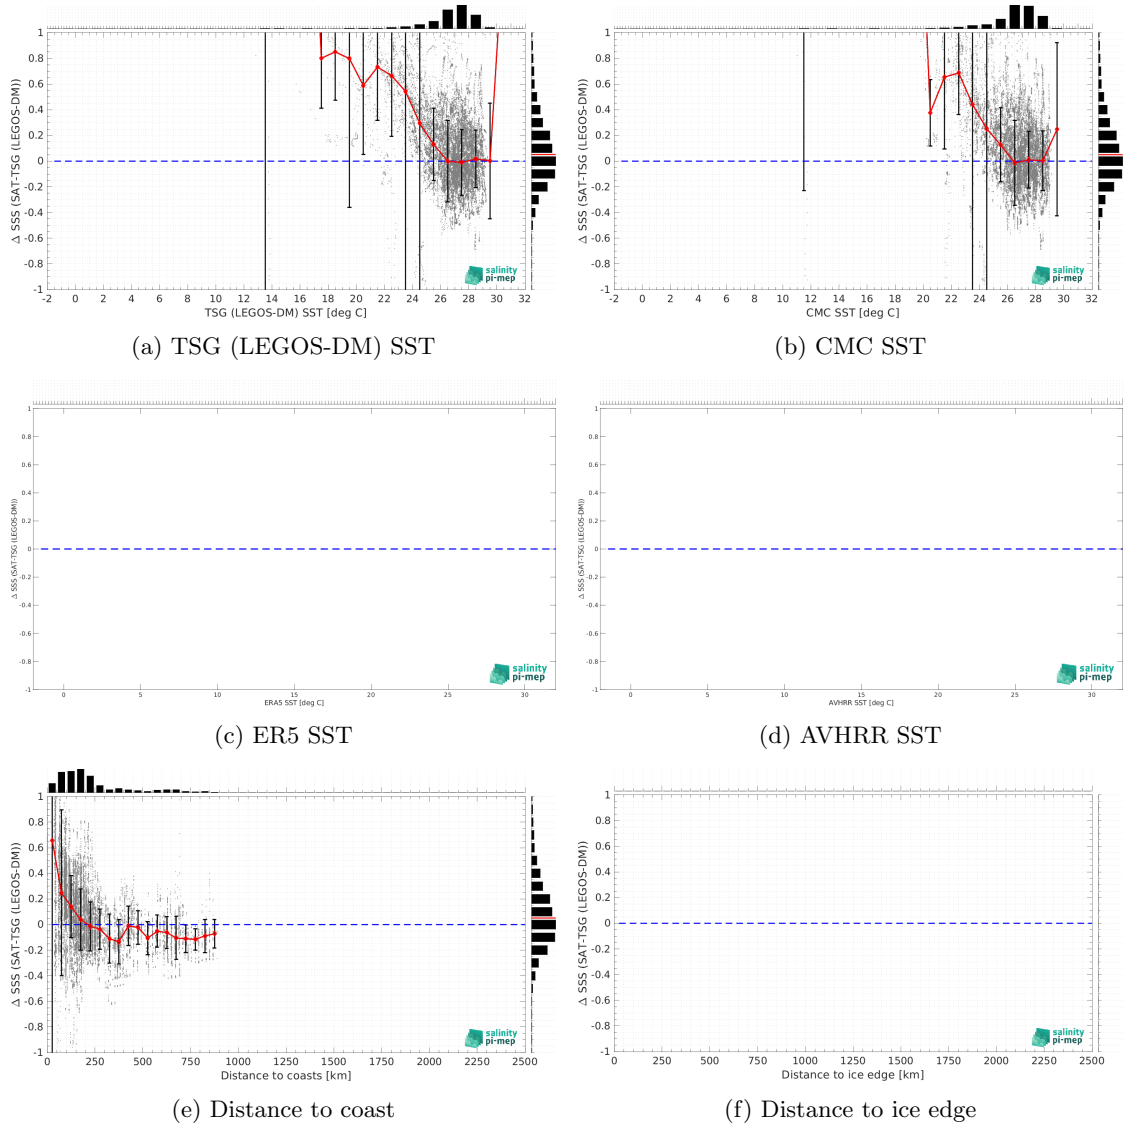 1
0.8
0.6
0.4
0.2
0
-0.2
-0.4
-0.6
-0.8
-1
Δ SSS (SAT-TSG (LEGOS-DM))
-2 0 2 4 6 8 10 12 14 16 18 20 22 24 26 28 30 32
TSG (LEGOS-DM) SST [deg C]
salinity
pi-mep
(a) TSG (LEGOS-DM) SST
1
0.8
0.6
0.4
0.2
0
-0.2
-0.4
-0.6
-0.8
-1
Δ SSS (SAT-TSG (LEGOS-DM))
-2 0 2 4 6 8 10 12 14 16 18 20 22 24 26 28 30 32
CMC SST [deg C]
salinity
pi-mep
(b) CMC SST
1
0.8
0.6
0.4
0.2
0
-0.2
-0.4
-0.6
-0.8
-1
Δ SSS (SAT-TSG (LEGOS-DM))
0 5 10 15 20 25 30
ERA5 SST [deg C]
salinity
pi-mep
(c) ER5 SST
1
0.8
0.6
0.4
0.2
0
-0.2
-0.4
-0.6
-0.8
-1
Δ SSS (SAT-TSG (LEGOS-DM))
0 5 10 15 20 25 30
AVHRR SST [deg C]
salinity
pi-mep
(d) AVHRR SST
1
0.8
0.6
0.4
0.2
0
-0.2
-0.4
-0.6
-0.8
-1
Δ SSS (SAT-TSG (LEGOS-DM))
0 250 500 750 1000 1250 1500 1750 2000 2250 2500
Distance to coasts [km]
salinity
pi-mep
(e) Distance to coast
1
0.8
0.6
0.4
0.2
0
-0.2
-0.4
-0.6
-0.8
-1
Δ SSS (SAT-TSG (LEGOS-DM))
0 250 500 750 1000 1250 1500 1750 2000 2250 2500
Distance to ice edge [km]
salinity
pi-mep
(f) Distance to ice edge